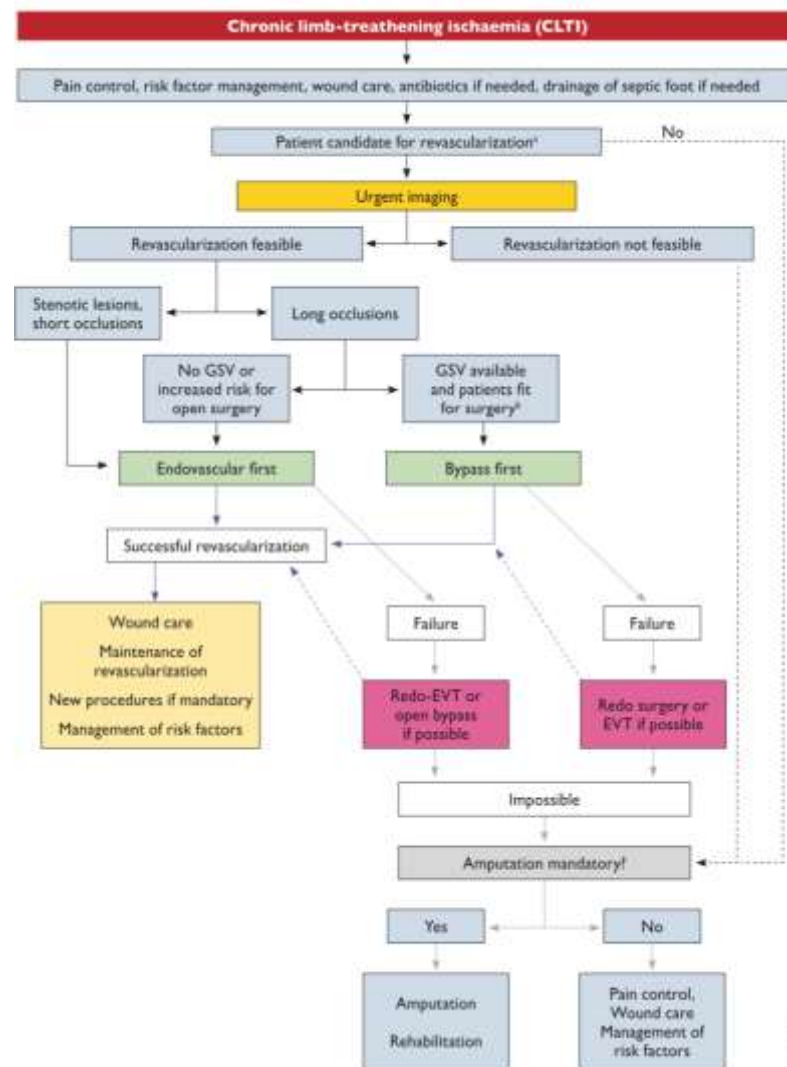 Chronic limb-treathening ischaemia (CLTI)
Pain control, risk factor management, wound care, antibiotics if needed, drainage of septic foot if needed
Patient candidate for revascularizationª
No
Urgent imaging
Revascularization feasible
Revascularization not feasible
Stenotic lesions,
short occlusions
Long occlusions
No GSV or
increased risk for
open surgery
GSV available
and patients fit
for surgeryᵇ
Endovascular first
Bypass first
Successful revascularization
Wound care
Maintenance of
revascularization
New procedures if mandatory
Management of risk factors
Failure
Failure
Redo-EVT or
open bypass
if possible
Redo surgery or
EVT if possible
Impossible
Amputation mandatory?
Yes
No
Amputation
Rehabilitation
Pain control,
Wound care
Management of
risk factors